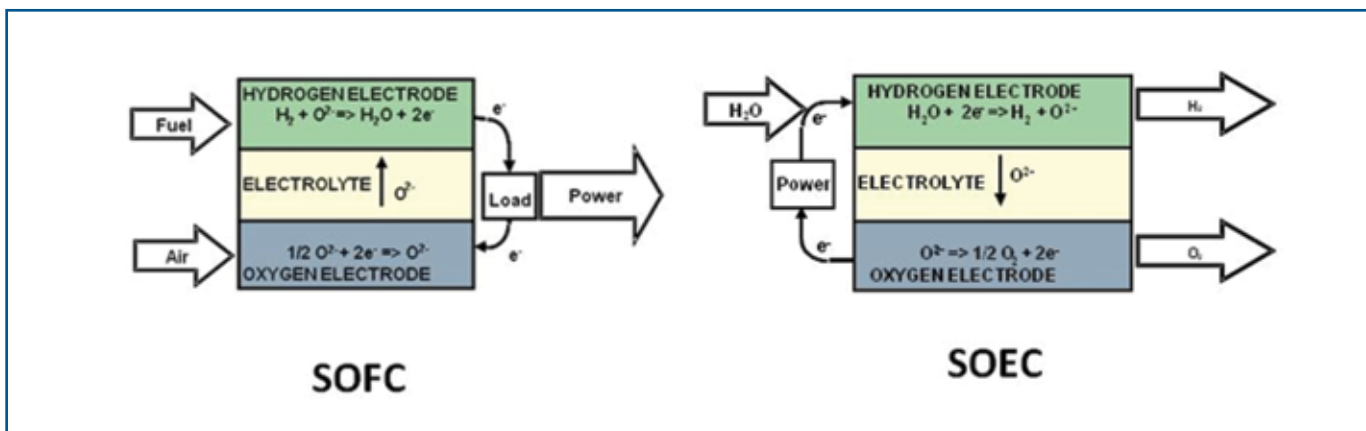 HYDROGEN ELECTRODE
H₂ + O²⁻ => H₂O + 2e⁻
Fuel
e⁻
ELECTROLYTE
O²⁻
Load
Power
Air
1/2 O²⁻ + 2e⁻ => O²⁻
OXYGEN ELECTRODE
e⁻
SOFC
H₂O
e⁻
HYDROGEN ELECTRODE
H₂O + 2e⁻ => H₂ + O²⁻
H₂
Power
ELECTROLYTE
O²⁻
e⁻
O²⁻ => 1/2 O₂ + 2e⁻
OXYGEN ELECTRODE
O₂
SOEC